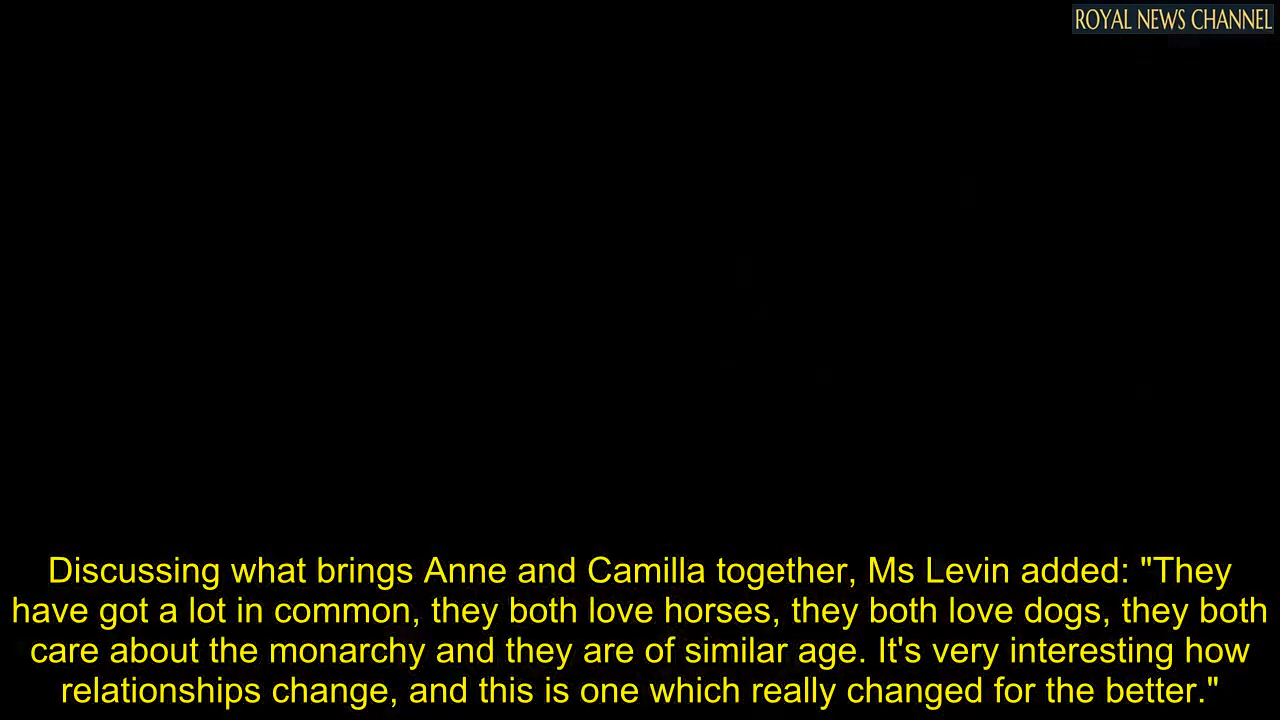 ROYAL NEWS CHANNEL
Discussing what brings Anne and Camilla together, Ms Levin added: "They
have got a lot in common, they both love horses, they both love dogs, they both
care about the monarchy and they are of similar age. It's very interesting how
relationships change, and this is one which really changed for the better."